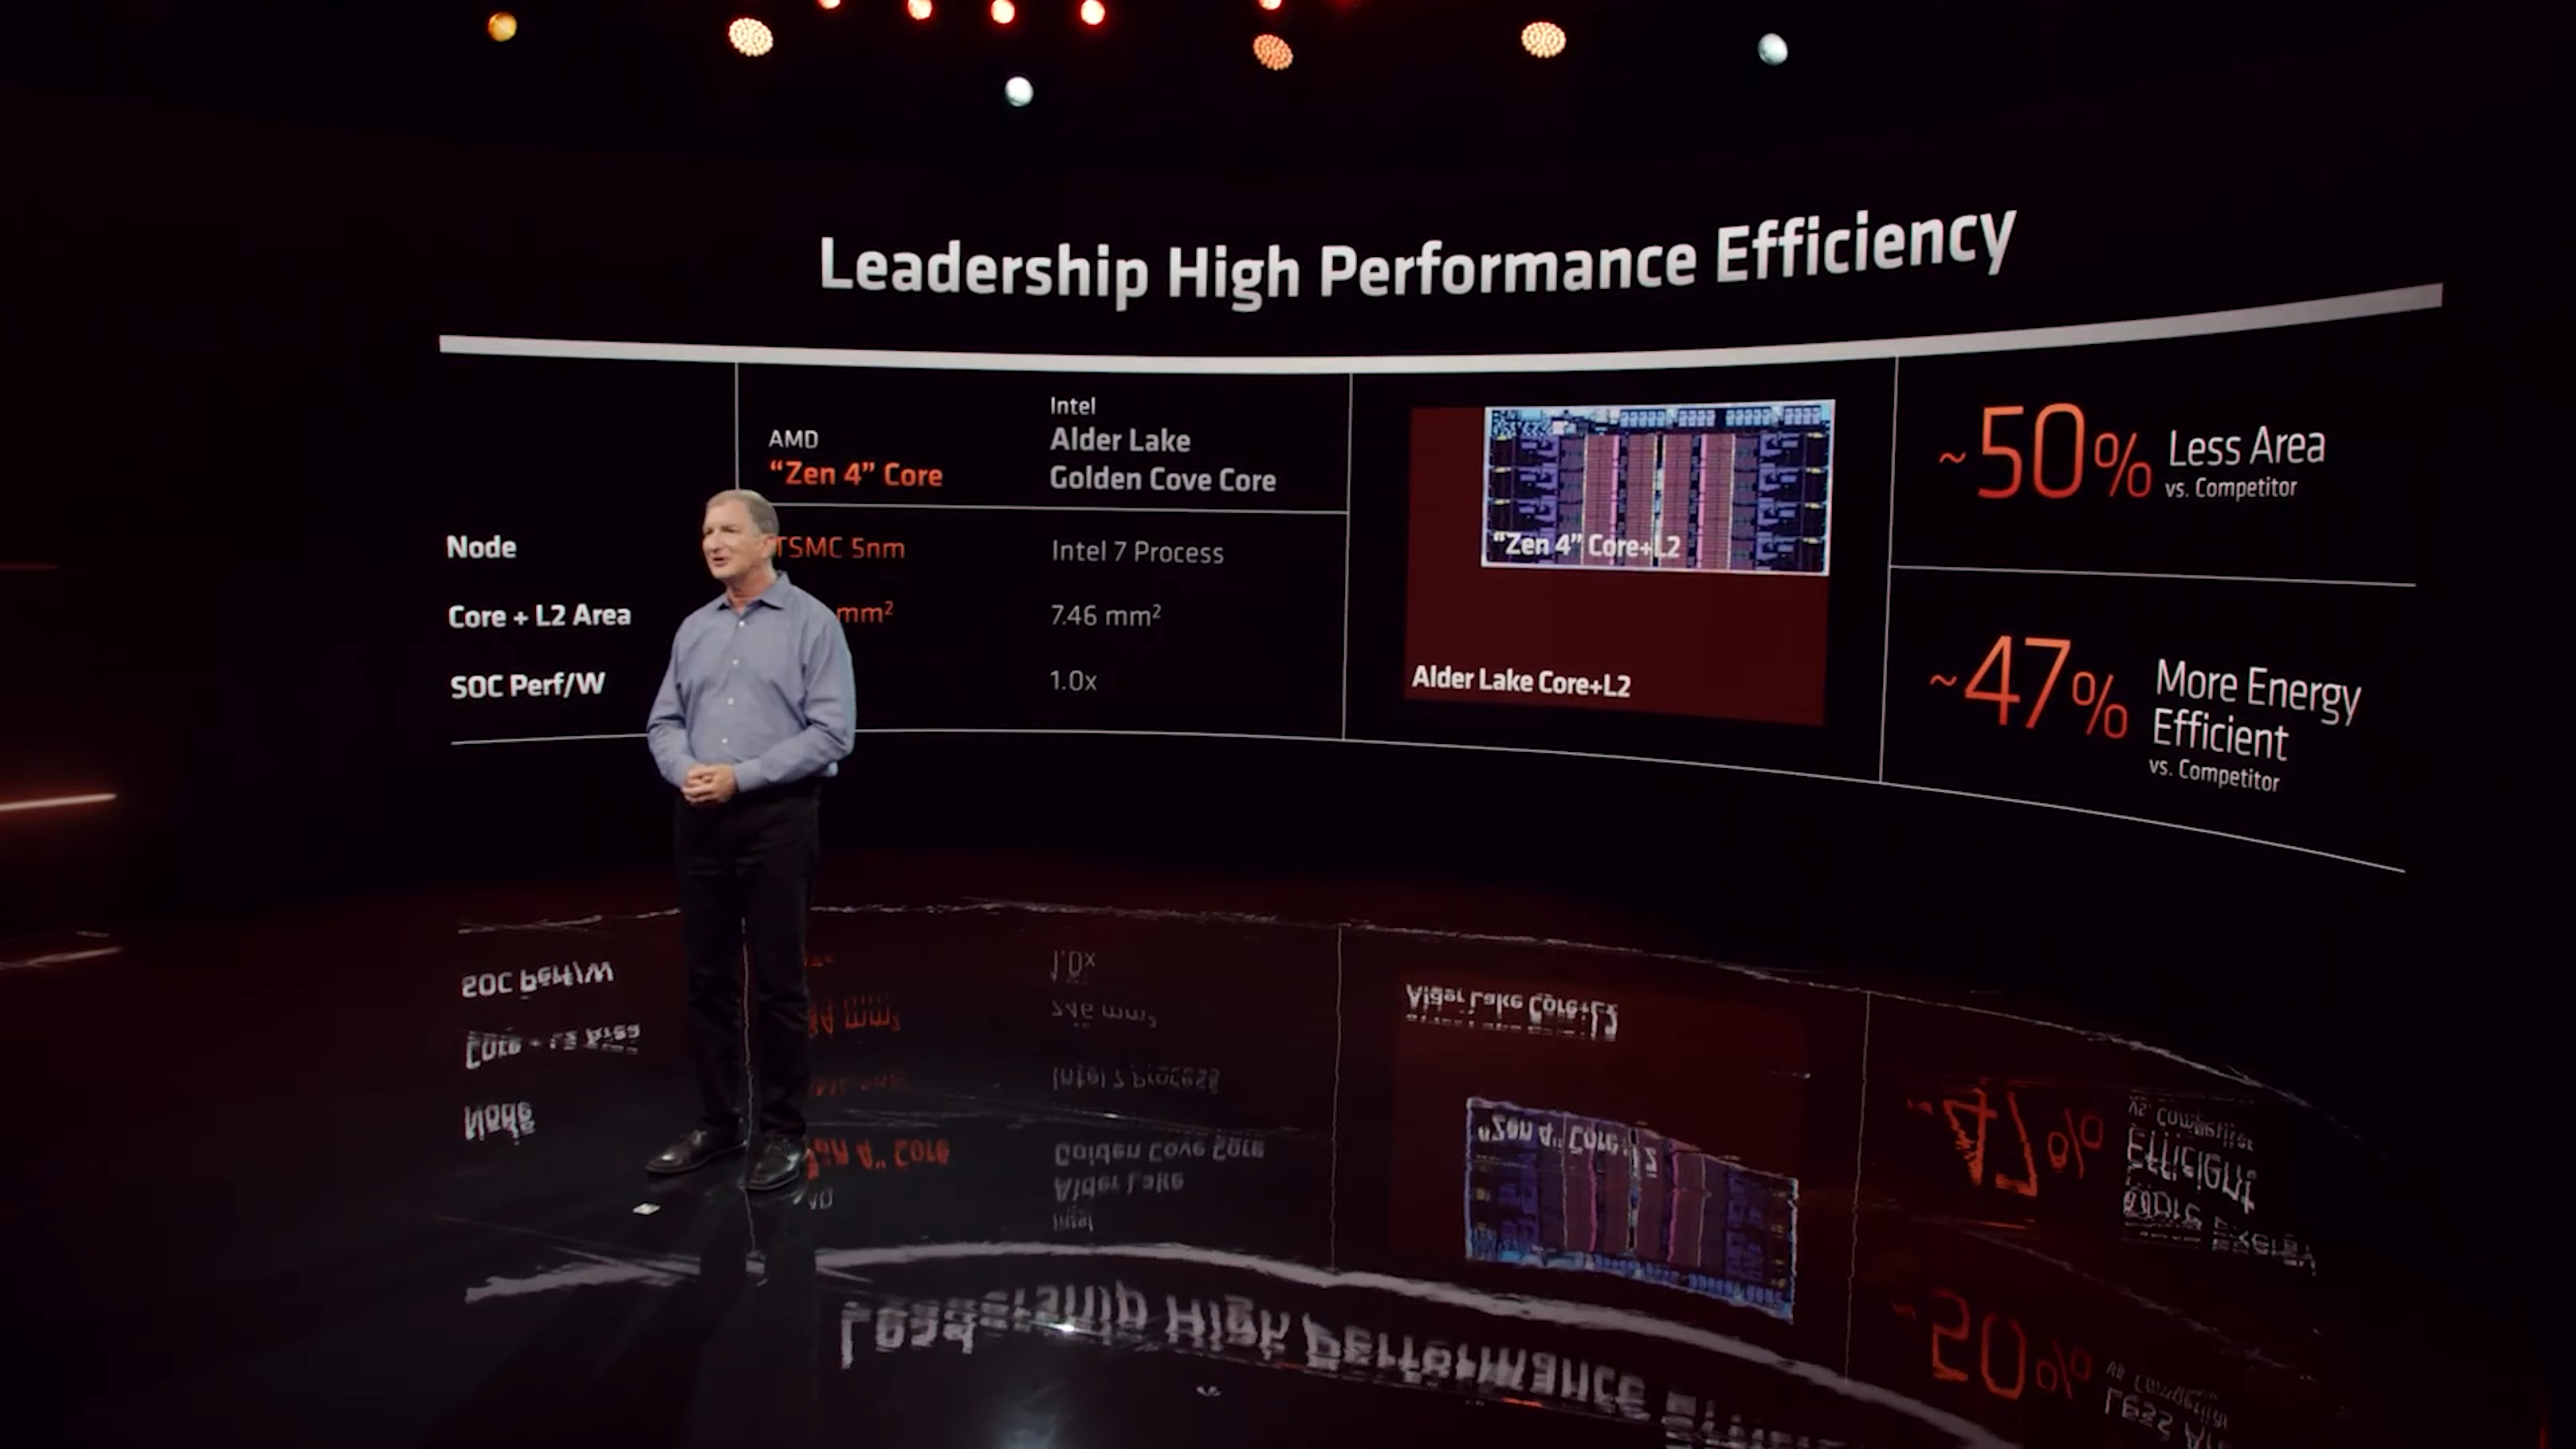 Leadership High Performance Efficiency
AMD
“Zen 4” Core
Intel
Alder Lake
Golden Cove Core
Node
TSMC 5nm
Intel 7 Process
Core + L2 Area
mm²
7.46 mm²
SOC Perf/W
1.0x
“Zen 4” Core+L2
Alder Lake Core+L2
~50% Less Area
vs. Competitor
~47% More Energy
Efficient
vs. Competitor